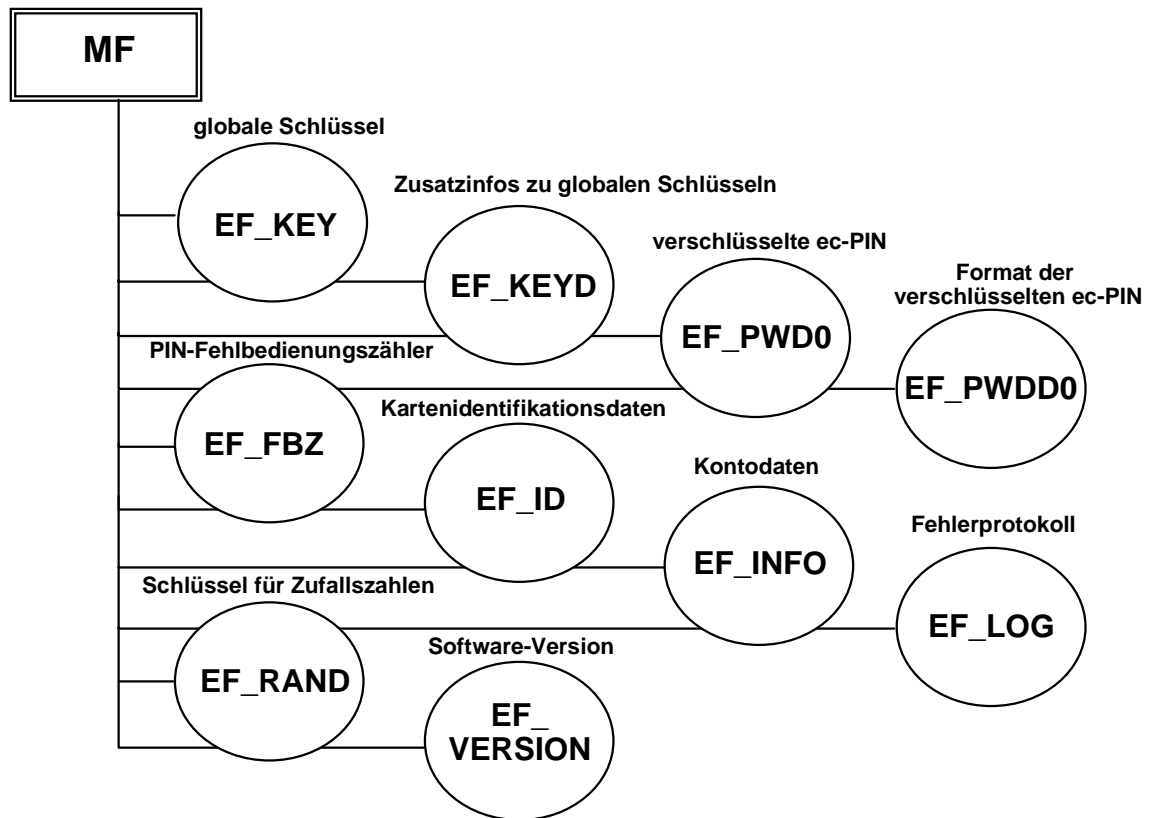 MF
globale Schlüssel
EF_KEY
Zusatzinfos zu globalen Schlüsseln
EF_KEYD
verschlüsselte ec-PIN
EF_PWD0
Format der
verschlüsselten ec-PIN
EF_PWDD0
PIN-Fehlbedienungszähler
EF_FBZ
Kartenidentifikationsdaten
EF_ID
Kontodaten
EF_INFO
Fehlerprotokoll
EF_LOG
Schlüssel für Zufallszahlen
EF_RAND
Software-Version
EF_
VERSION